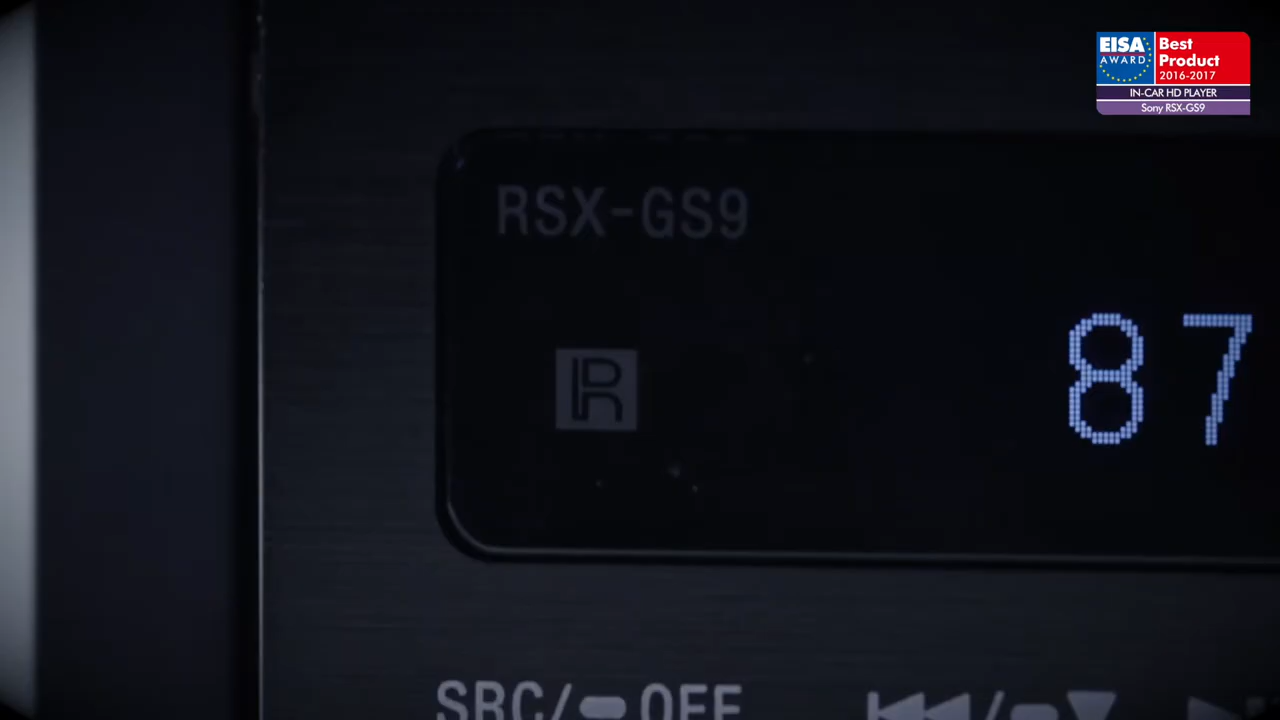 EISA
AWARD
Best
Product
2016-2017
IN-CAR HD PLAYER
Sony RSX-GS9
RSX-GS9
R
87
SRC/ OFF